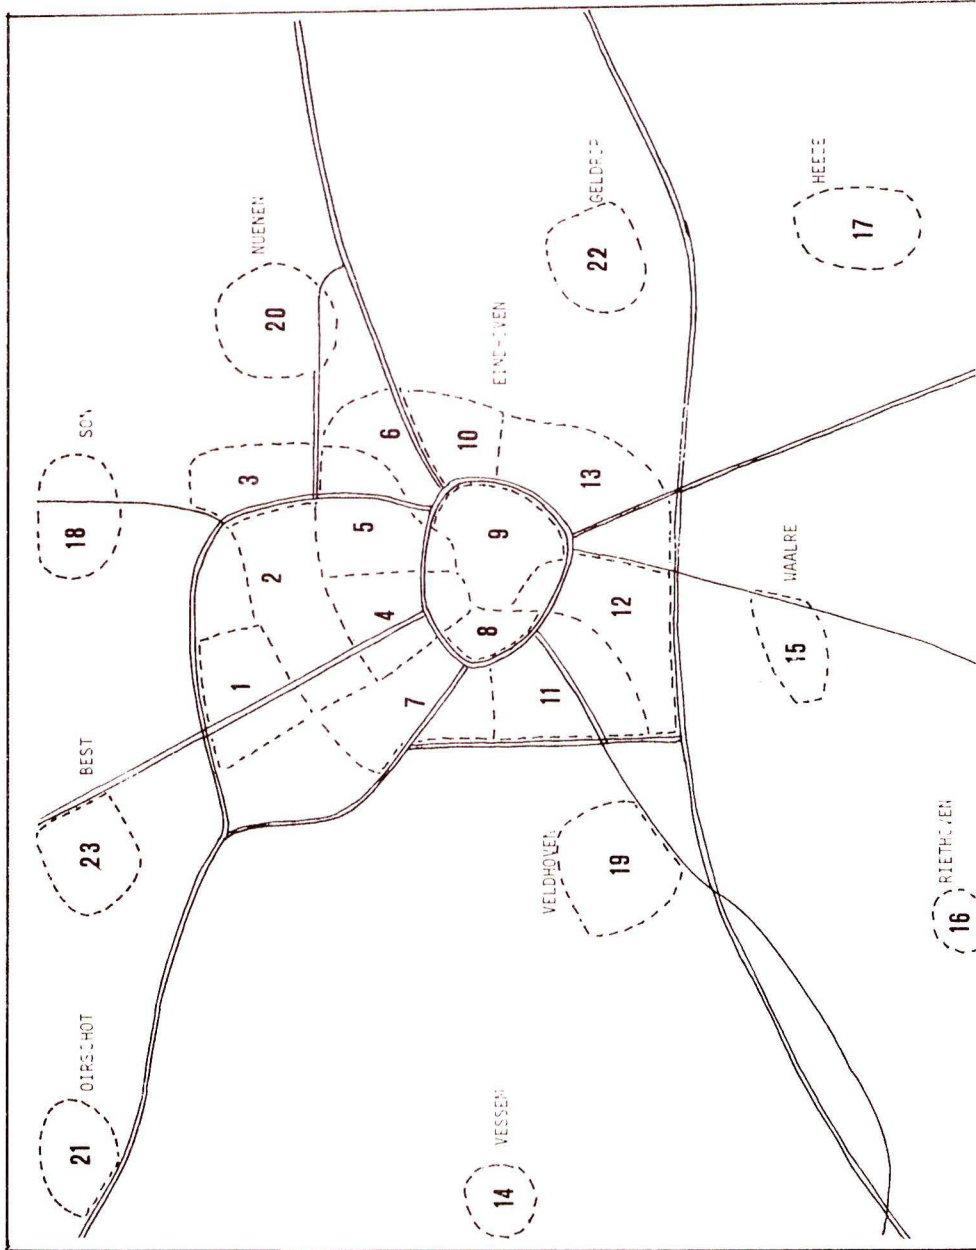 SON
18
BEST
23
OIRSCHOT
21
NUENEN
20
3
2
1
6
5
4
7
10
9
8
EINDHOVEN
GELDROP
22
13
12
11
VELDHOVEN
19
VESSEM
14
HEEZE
17
WAALRE
15
RIETHOVEN
16